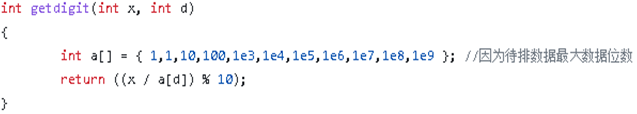 int getdigit(int x, int d)
{
int a[] = { 1,1,10,100,1e3,1e4,1e5,1e6,1e7,1e8,1e9 }; //因为待排数据最大数据位数
return ((x / a[d]) % 10);
}